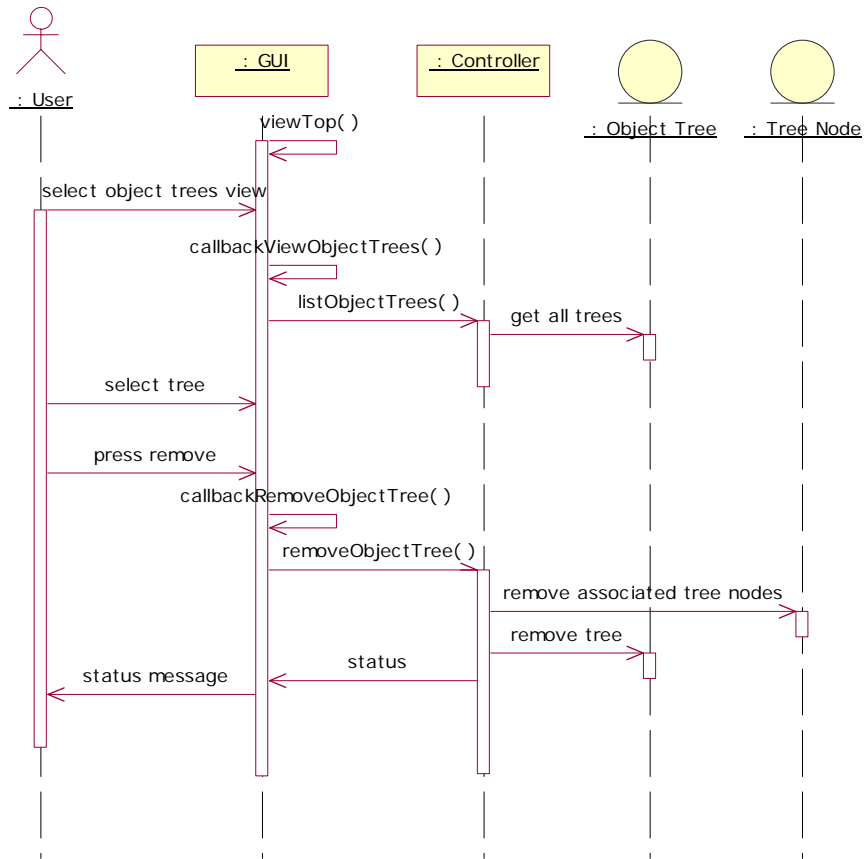 : User
: GUI
: Controller
: Object Tree
: Tree Node
viewTop( )
select object trees view
callbackViewObjectTrees( )
listObjectTrees( )
get all trees
select tree
press remove
callbackRemoveObjectTree( )
removeObjectTree( )
remove associated tree nodes
remove tree
status
status message